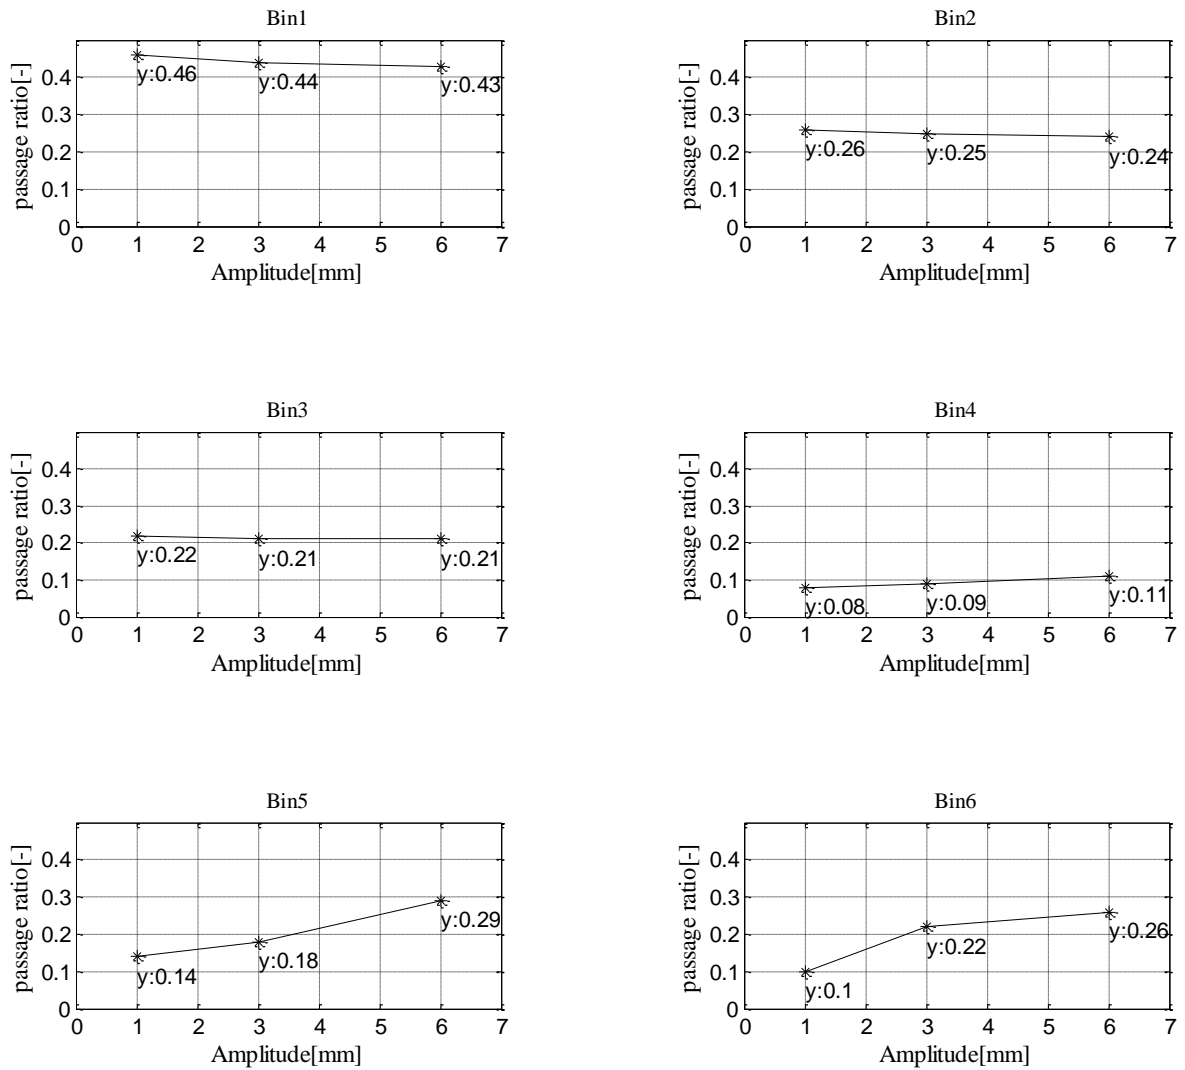 Bin1
passage ratio[-]
0.4
0.3
0.2
0.1
0
y:0.46
y:0.44
y:0.43
0 1 2 3 4 5 6 7
Amplitude[mm]
Bin2
passage ratio[-]
0.4
0.3
0.2
0.1
0
y:0.26
y:0.25
y:0.24
0 1 2 3 4 5 6 7
Amplitude[mm]
Bin3
passage ratio[-]
0.4
0.3
0.2
0.1
0
y:0.22
y:0.21
y:0.21
0 1 2 3 4 5 6 7
Amplitude[mm]
Bin4
passage ratio[-]
0.4
0.3
0.2
0.1
0
y:0.08
y:0.09
y:0.11
0 1 2 3 4 5 6 7
Amplitude[mm]
Bin5
passage ratio[-]
0.4
0.3
0.2
0.1
0
y:0.14
y:0.18
y:0.29
0 1 2 3 4 5 6 7
Amplitude[mm]
Bin6
passage ratio[-]
0.4
0.3
0.2
0.1
0
y:0.1
y:0.22
y:0.26
0 1 2 3 4 5 6 7
Amplitude[mm]